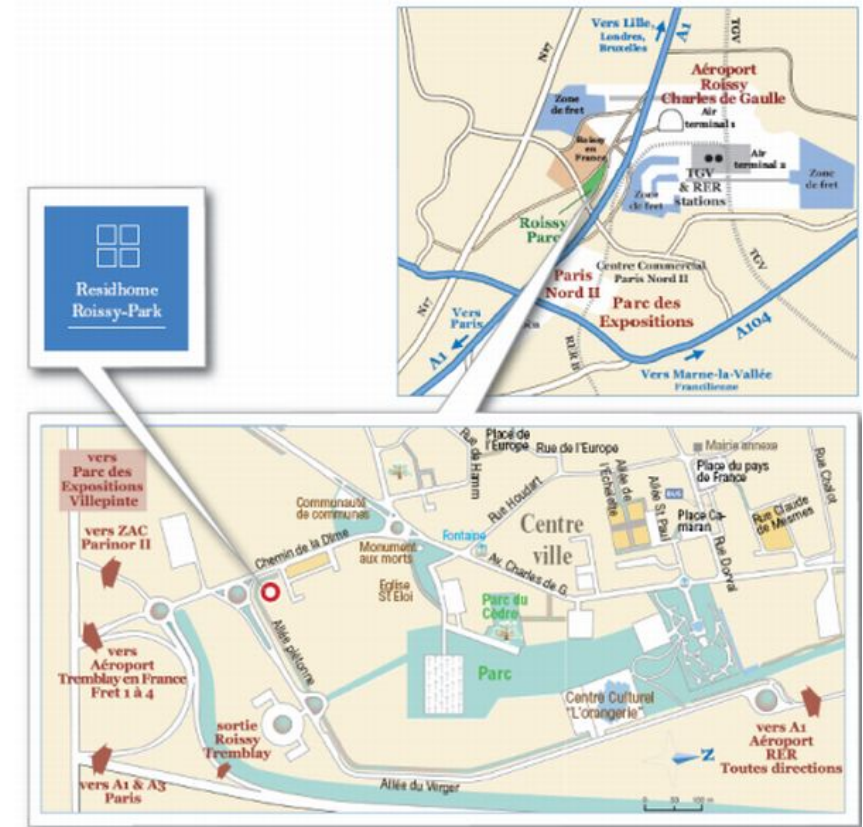 Vers Lille,
Londres,
Bruxelles
A1
TGV
N17
Aéroport
Roissy
Charles de Gaulle
Zone
de fret
Air
terminal 1
Roissy
en
France
Air
terminal 2
TGV
& RER
stations
Zone
de fret
Zone
de fret
Roissy
Parc
Centre Commercial
Paris Nord II
TGV
Paris
Nord II
Parc des
Expositions
N17
Vers
Paris
A1
RER B
A104
Vers Marne-la-Vallée
Francilienne
Residhome
Roissy-Park
vers
Parc des
Expositions
Villepinte
vers ZAC
Parinor II
vers
Aéroport
Tremblay en France
Fret 1 à 4
vers A1 & A3
Paris
sortie
Roissy
Tremblay
Communauté
de communes
Chemin de la Dîme
Monument
aux morts
Eglise
St Eloi
Allée piétonne
Rue de Hamm
Place de
l'Europe
Rue de l'Europe
Rue Houdart
Fontaine
Centre
ville
Av. Charles de G.
Allée de
l'Echelette
Allée St Paul
BUS
Mairie annexe
Place du pays
de France
Place Ca-
maran
Rue Dorval
Rue Claude
de Mesmes
Rue Chalot
Parc du
Cèdre
Parc
Centre Culturel
"L'orangerie"
Allée du Verger
Z
0 50 100 m
vers A1
Aéroport
RER
Toutes directions